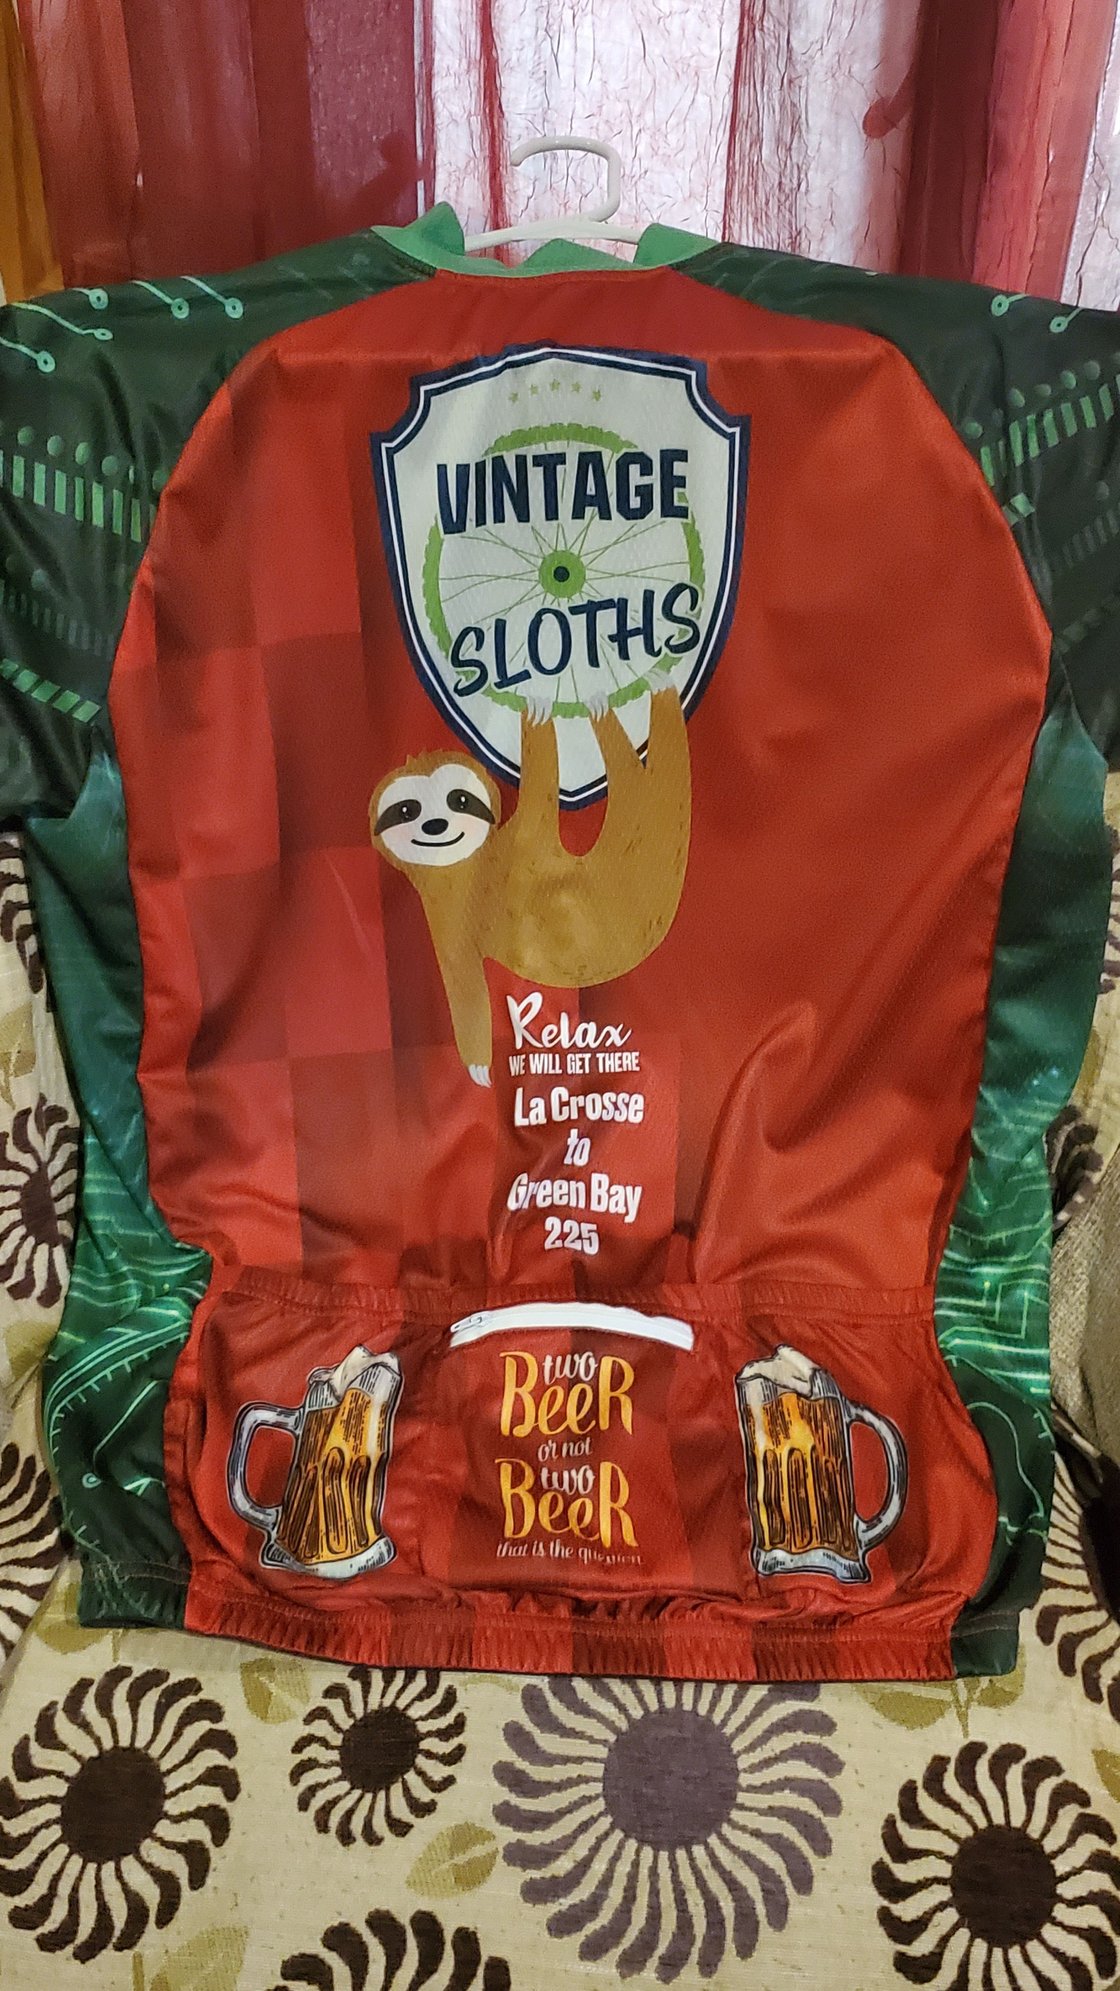 VINTAGE
SLOTHS
Relax
WE WILL GET THERE
La Crosse
to
Green Bay
225
two
BeeR
or not
two
BeeR
that is the question